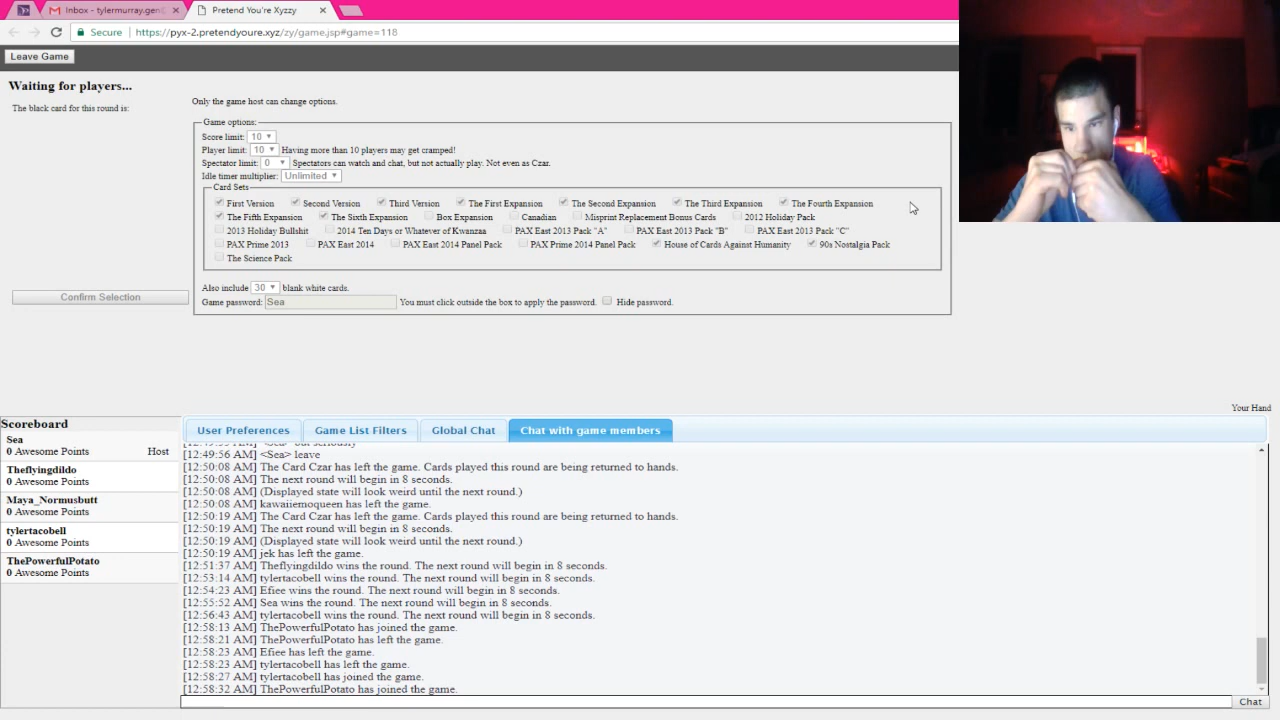 Inbox - tylermurray.gen
Pretend You're Xyzzy
Secure https://pyx-2.pretendyoure.xyz/zy/game.jsp#game=118
Leave Game
Waiting for players...
The black card for this round is:
Confirm Selection
Only the game host can change options.
Game options:
Score limit: 10
Player limit: 10 Having more than 10 players may get cramped!
Spectator limit: 0 Spectators can watch and chat, but not actually play. Not even as Czar.
Idle timer multiplier: Unlimited
Card Sets
First Version Second Version Third Version The First Expansion The Second Expansion The Third Expansion The Fourth Expansion
The Fifth Expansion The Sixth Expansion Box Expansion Canadian Misprint Replacement Bonus Cards 2012 Holiday Pack
2013 Holiday Bullshit 2014 Ten Days or Whatever of Kwanzaa PAX East 2013 Pack "A" PAX East 2013 Pack "B" PAX East 2013 Pack "C"
PAX Prime 2013 PAX East 2014 PAX East 2014 Panel Pack PAX Prime 2014 Panel Pack House of Cards Against Humanity 90s Nostalgia Pack
The Science Pack
Also include 30 blank white cards.
Game password: Sea You must click outside the box to apply the password. Hide password.
Your Hand
Scoreboard
Sea
0 Awesome Points Host
Theflyingdildo
0 Awesome Points
Maya_Normusbutt
0 Awesome Points
tylertacobell
0 Awesome Points
ThePowerfulPotato
0 Awesome Points
User Preferences Game List Filters Global Chat Chat with game members
[12:49:56 AM] <Sea> leave
[12:50:08 AM] The Card Czar has left the game. Cards played this round are being returned to hands.
[12:50:08 AM] The next round will begin in 8 seconds.
[12:50:08 AM] (Displayed state will look weird until the next round.)
[12:50:08 AM] kawaiiemoqueen has left the game.
[12:50:19 AM] The Card Czar has left the game. Cards played this round are being returned to hands.
[12:50:19 AM] The next round will begin in 8 seconds.
[12:50:19 AM] (Displayed state will look weird until the next round.)
[12:50:19 AM] jek has left the game.
[12:51:37 AM] Theflyingdildo wins the round. The next round will begin in 8 seconds.
[12:53:14 AM] tylertacobell wins the round. The next round will begin in 8 seconds.
[12:54:23 AM] Efiee wins the round. The next round will begin in 8 seconds.
[12:55:52 AM] Sea wins the round. The next round will begin in 8 seconds.
[12:56:43 AM] tylertacobell wins the round. The next round will begin in 8 seconds.
[12:58:13 AM] ThePowerfulPotato has joined the game.
[12:58:21 AM] ThePowerfulPotato has left the game.
[12:58:23 AM] Efiee has left the game.
[12:58:23 AM] tylertacobell has left the game.
[12:58:27 AM] tylertacobell has joined the game.
[12:58:32 AM] ThePowerfulPotato has joined the game.
Chat